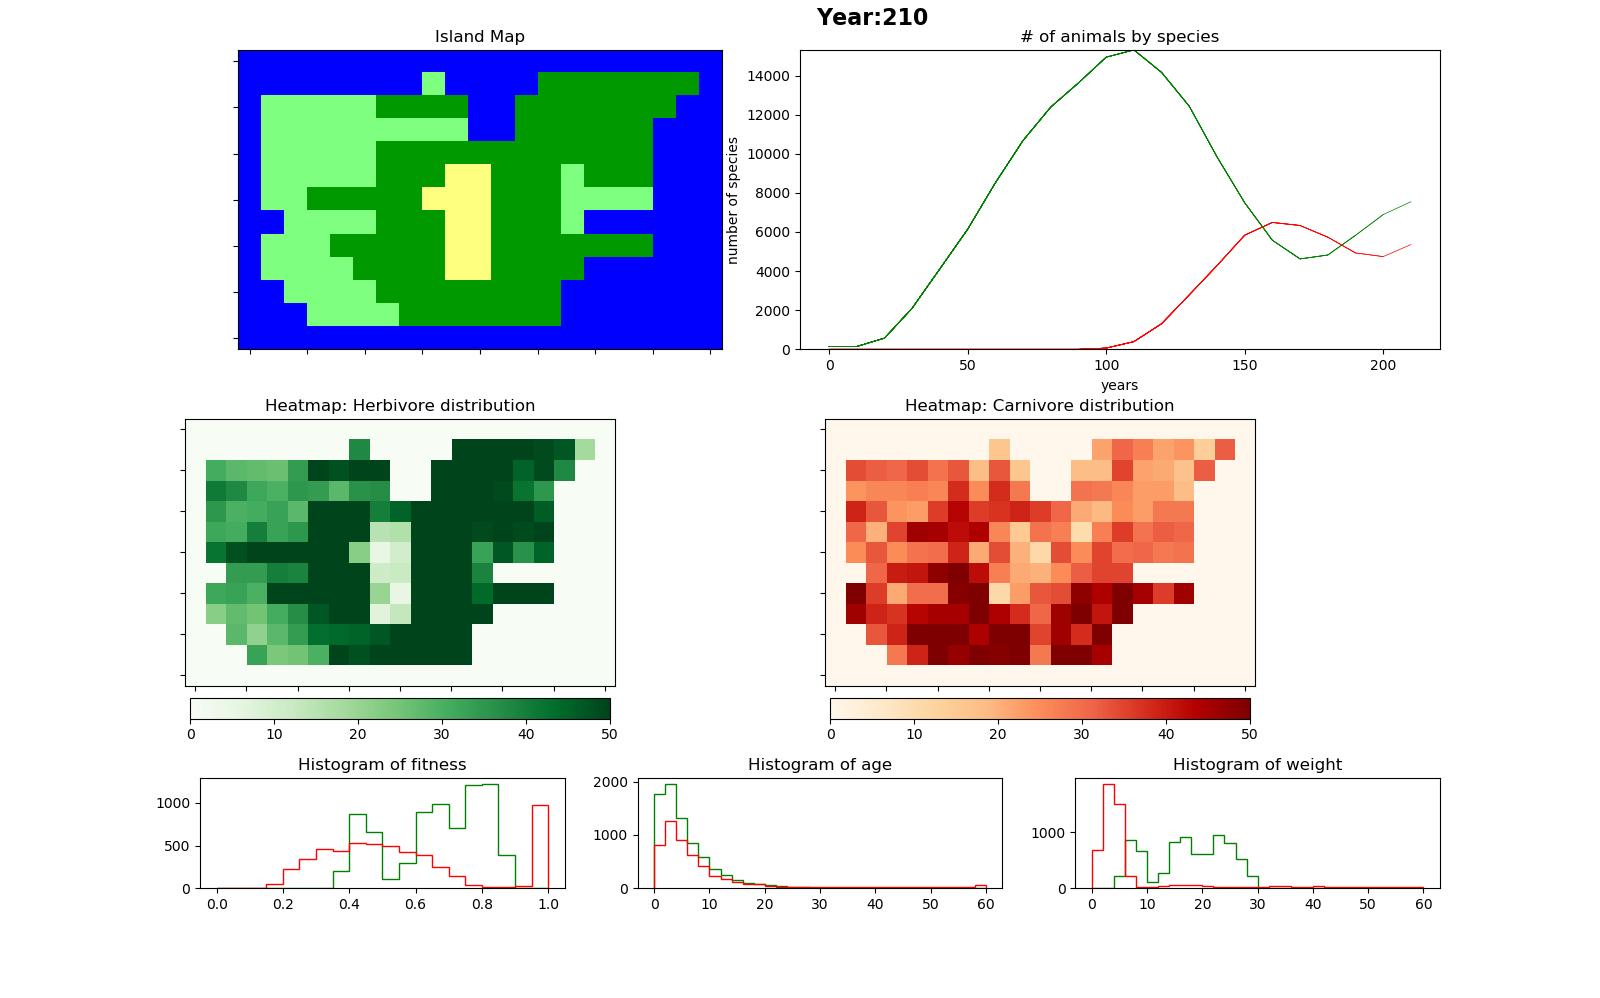 Year:210
Island Map
# of animals by species
number of species
14000
12000
10000
8000
6000
4000
2000
0
0 50 100 150 200
years
Heatmap: Herbivore distribution
Heatmap: Carnivore distribution
0 10 20 30 40 50
0 10 20 30 40 50
Histogram of fitness
1000
500
0
0.0 0.2 0.4 0.6 0.8 1.0
Histogram of age
2000
1000
0
0 10 20 30 40 50 60
Histogram of weight
1000
0
0 10 20 30 40 50 60